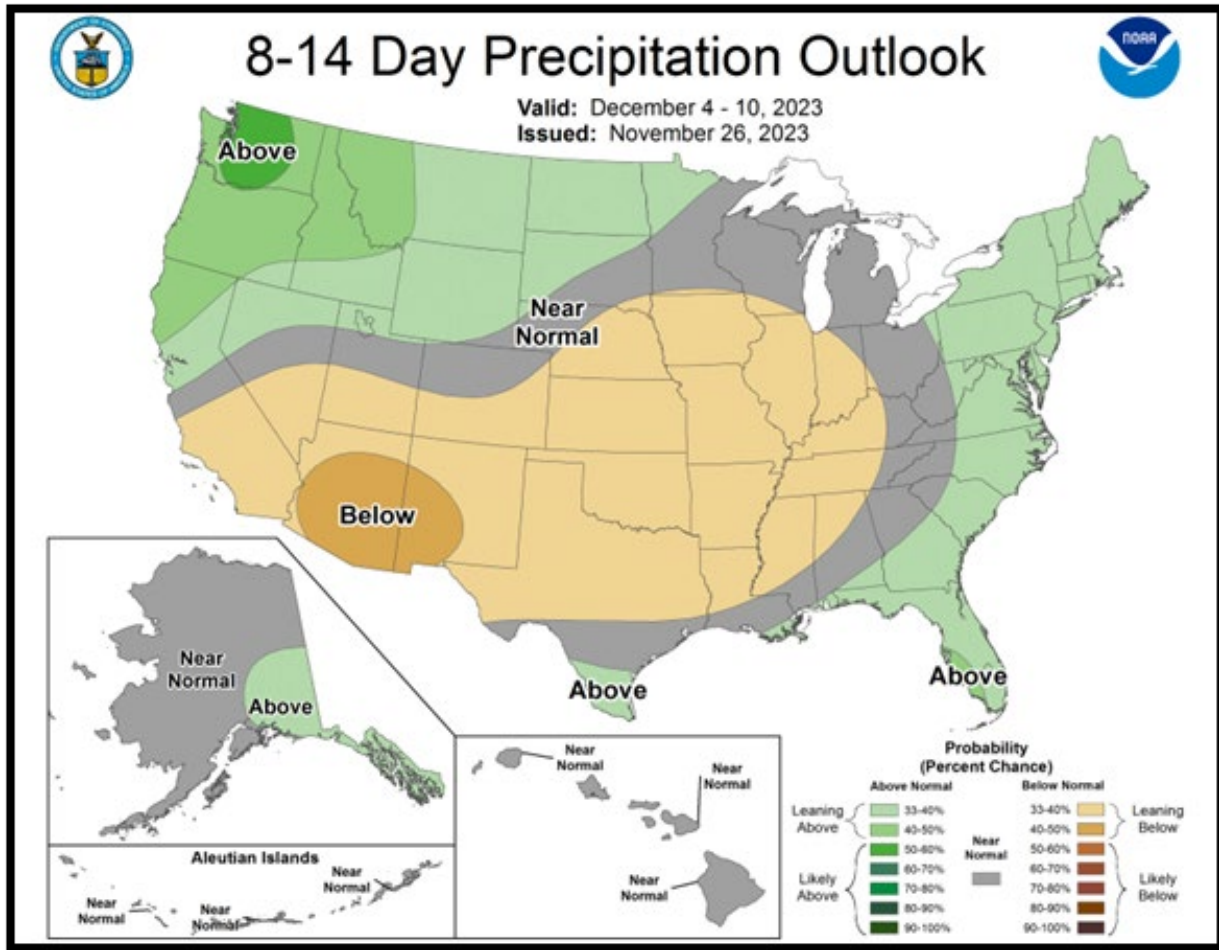 8-14 Day Precipitation Outlook
NOAA
Valid: December 4 - 10, 2023
Issued: November 26, 2023
Above
Near
Normal
Below
Above
Above
Near
Normal
Above
Near
Normal
Near
Normal
Near
Normal
Aleutian Islands
Near
Normal
Near
Normal
Near
Normal
Probability
(Percent Chance)
Above Normal
Below Normal
Leaning
Above
33-40%
40-50%
Likely
Above
50-60%
60-70%
70-80%
80-90%
90-100%
Near
Normal
33-40%
40-50%
Leaning
Below
50-60%
60-70%
70-80%
80-90%
90-100%
Likely
Below